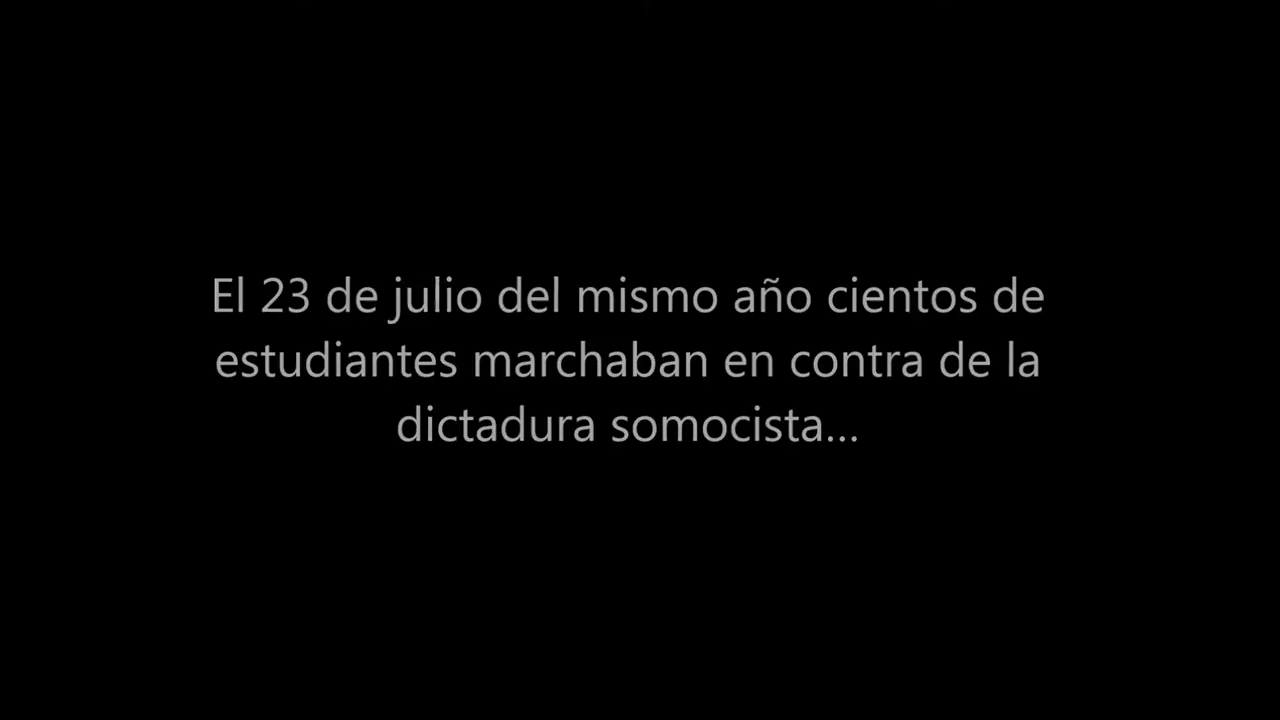 El 23 de julio del mismo año cientos de
estudiantes marchaban en contra de la
dictadura somocista...